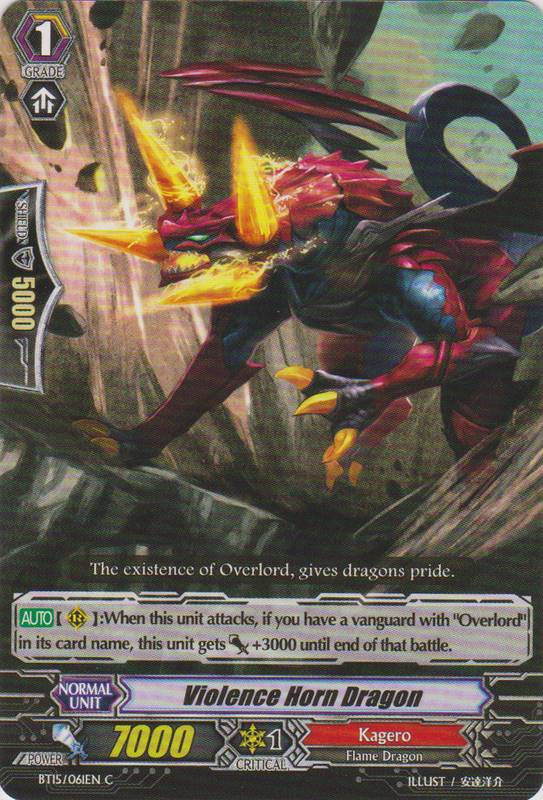 1
GRADE
SHIELD
5000
The existence of Overlord, gives dragons pride.
AUTO【 R 】:When this unit attacks, if you have a vanguard with "Overlord"
in its card name, this unit gets +3000 until end of that battle.
NORMAL
UNIT
Violence Horn Dragon
POWER
7000
1
CRITICAL
Kagero
Flame Dragon
BT15/061EN C
ILLUST / 安達洋介